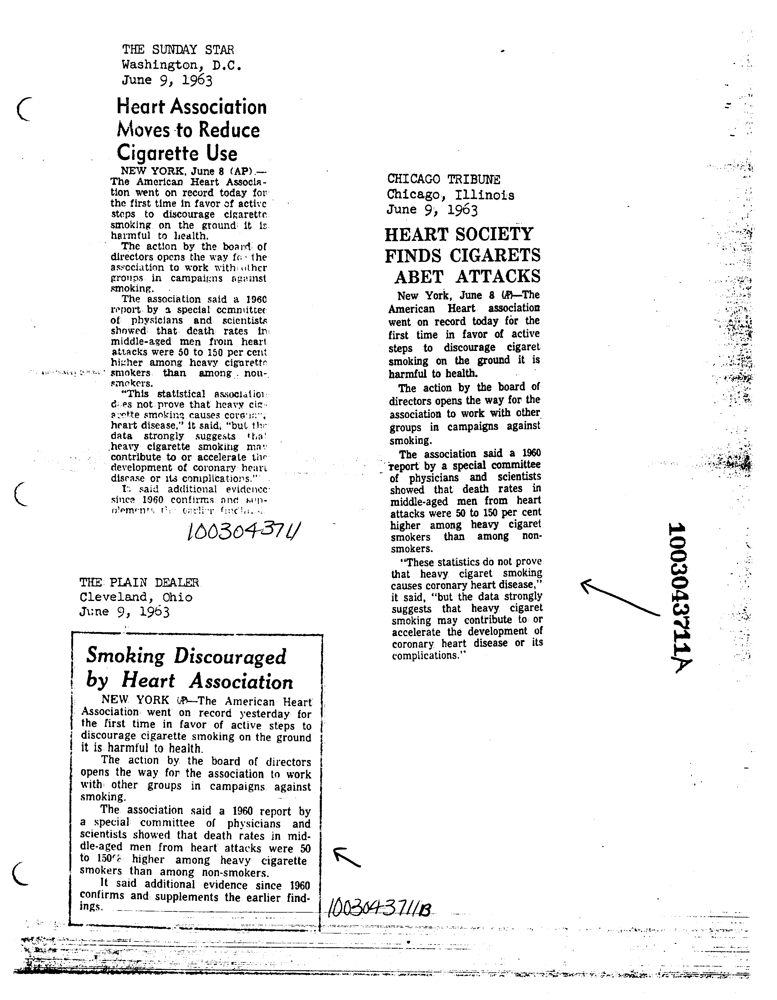 THE SUNDAY STAR
Washington, D.C.
June 9, 1963
Heart Association
Moves to Reduce
Cigarette Use
NEW YORK, June 8 (AP).—
The American Heart Associa-
tion went on record today for
the first time in favor of active
steps to discourage cigarette
smoking on the ground it is
harmful to health.
The action by the board of
directors opens the way for the
association to work with other
groups in campaigns against
smoking.
The association said a 1960
report by a special committee
of physicians and scientists
showed that death rates in
middle-aged men from heart
attacks were 50 to 150 per cent
higher among heavy cigarette
smokers than among non-
smokers.
"This statistical association
does not prove that heavy cig-
arette smoking causes coronary
heart disease," it said, "but the
data strongly suggests that
heavy cigarette smoking may
contribute to or accelerate the
development of coronary heart
disease or its complications."
It said additional evidence
since 1960 confirms and sup-
plements the earlier findings.
1003043711
CHICAGO TRIBUNE
Chicago, Illinois
June 9, 1963
HEART SOCIETY
FINDS CIGARETS
ABET ATTACKS
New York, June 8 (AP)—The
American Heart association
went on record today for the
first time in favor of active
steps to discourage cigaret
smoking on the ground it is
harmful to health.
The action by the board of
directors opens the way for the
association to work with other
groups in campaigns against
smoking.
The association said a 1960
report by a special committee
of physicians and scientists
showed that death rates in
middle-aged men from heart
attacks were 50 to 150 per cent
higher among heavy cigaret
smokers than among non-
smokers.
"These statistics do not prove
that heavy cigaret smoking
causes coronary heart disease,"
it said, "but the data strongly
suggests that heavy cigaret
smoking may contribute to or
accelerate the development of
coronary heart disease or its
complications."
1003043711A
THE PLAIN DEALER
Cleveland, Ohio
June 9, 1963
Smoking Discouraged
by Heart Association
NEW YORK (AP)—The American Heart
Association went on record yesterday for
the first time in favor of active steps to
discourage cigarette smoking on the ground
it is harmful to health.
The action by the board of directors
opens the way for the association to work
with other groups in campaigns against
smoking.
The association said a 1960 report by
a special committee of physicians and
scientists showed that death rates in mid-
dle-aged men from heart attacks were 50
to 150% higher among heavy cigarette
smokers than among non-smokers.
It said additional evidence since 1960
confirms and supplements the earlier find-
ings.
1003043711B